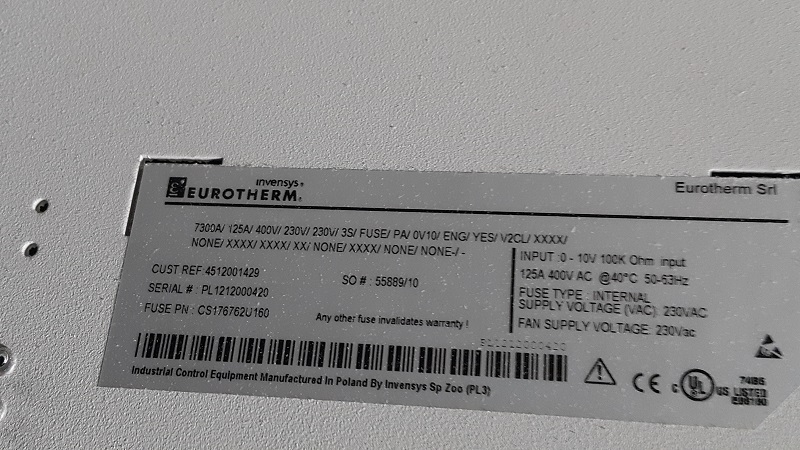 invensys
EUROTHERM
Eurotherm Srl
7300A/ 125A/ 400V/ 230V/ 230V/ 3S/ FUSE/ PA/ 0V10/ ENG/ YES/ V2CL/ XXXX/
NONE/ XXXX/ XXXX/ XX/ NONE/ XXXX/ NONE/ NONE-/ -
CUST REF 4512001429
SO # : 55889/10
SERIAL # : PL1212000420
FUSE PN : CS176762U160
Any other fuse invalidates warranty !
INPUT :0 - 10V 100K Ohm input
125A 400V AC @40°C 50-63Hz
FUSE TYPE : INTERNAL
SUPPLY VOLTAGE (VAC): 230VAC
FAN SUPPLY VOLTAGE: 230Vac
PL1212000420
Industrial Control Equipment Manufactured In Poland By Invensys Sp Zoo (PL3)
CE
c UL US LISTED